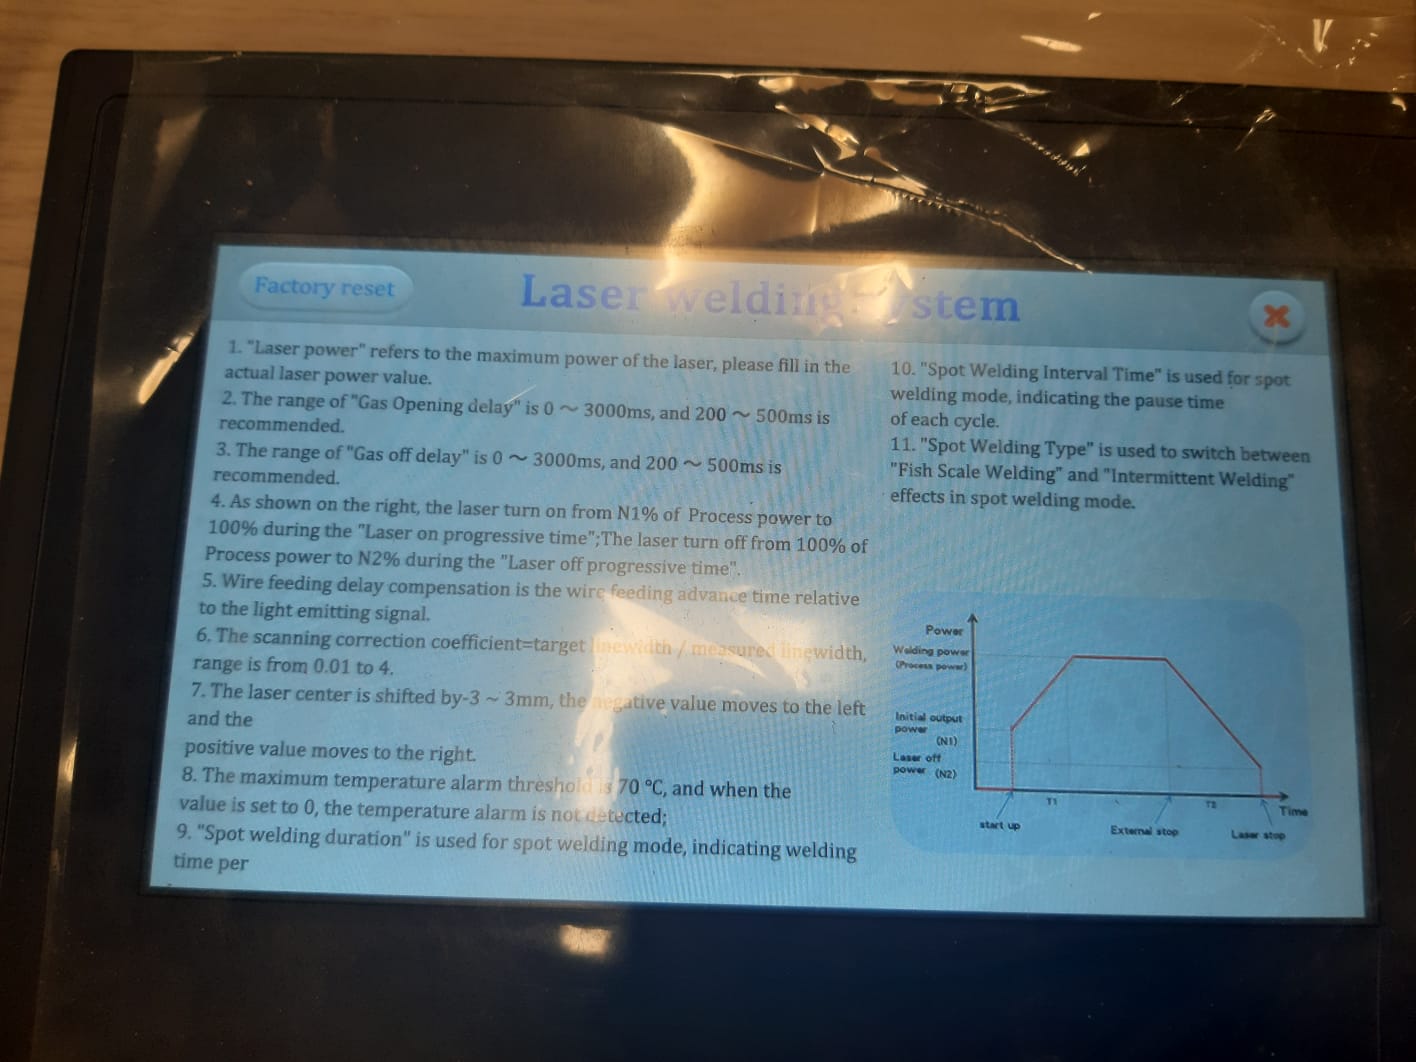 Factory reset
Laser welding system
1. "Laser power" refers to the maximum power of the laser, please fill in the
actual laser power value.
2. The range of "Gas Opening delay" is 0 ~ 3000ms, and 200 ~ 500ms is
recommended.
3. The range of "Gas off delay" is 0 ~ 3000ms, and 200 ~ 500ms is
recommended.
4. As shown on the right, the laser turn on from N1% of Process power to
100% during the "Laser on progressive time";The laser turn off from 100% of
Process power to N2% during the "Laser off progressive time".
5. Wire feeding delay compensation is the wire feeding advance time relative
to the light emitting signal.
6. The scanning correction coefficient=target linewidth / measured linewidth,
range is from 0.01 to 4.
7. The laser center is shifted by-3 ~ 3mm, the negative value moves to the left
and the
positive value moves to the right.
8. The maximum temperature alarm threshold is 70 °C, and when the
value is set to 0, the temperature alarm is not detected;
9. "Spot welding duration" is used for spot welding mode, indicating welding
time per
10. "Spot Welding Interval Time" is used for spot
welding mode, indicating the pause time
of each cycle.
11. "Spot Welding Type" is used to switch between
"Fish Scale Welding" and "Intermittent Welding"
effects in spot welding mode.
Power
Welding power
(Process power)
Initial output
power
(N1)
Laser off
power (N2)
T1
T2
Time
start up
External stop
Laser stop